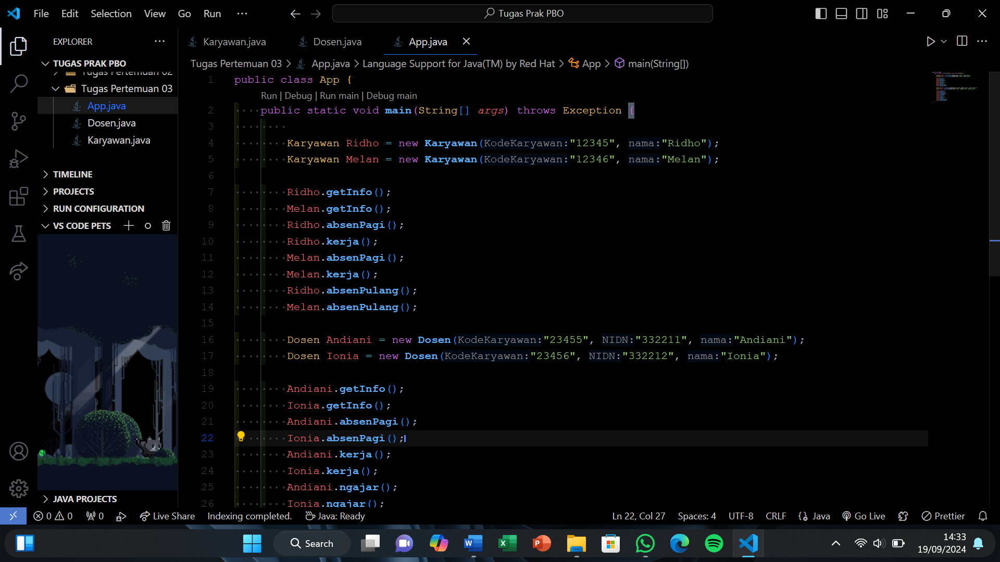 File Edit Selection View Go Run ···
Tugas Prak PBO
EXPLORER ···
TUGAS PRAK PBO
Tugas Pertemuan 02
Tugas Pertemuan 03
App.java
Dosen.java
Karyawan.java
TIMELINE
PROJECTS
RUN CONFIGURATION
VS CODE PETS
JAVA PROJECTS
Karyawan.java Dosen.java App.java
Tugas Pertemuan 03 > App.java > Language Support for Java(TM) by Red Hat > App > main(String[])
1 public class App {
Run | Debug | Run main | Debug main
2 public static void main(String[] args) throws Exception {
3
4 Karyawan Ridho = new Karyawan(KodeKaryawan:"12345", nama:"Ridho");
5 Karyawan Melan = new Karyawan(KodeKaryawan:"12346", nama:"Melan");
6
7 Ridho.getInfo();
8 Melan.getInfo();
9 Ridho.absenPagi();
10 Ridho.kerja();
11 Melan.absenPagi();
12 Melan.kerja();
13 Ridho.absenPulang();
14 Melan.absenPulang();
15
16 Dosen Andiani = new Dosen(KodeKaryawan:"23455", NIDN:"332211", nama:"Andiani");
17 Dosen Ionia = new Dosen(KodeKaryawan:"23456", NIDN:"332212", nama:"Ionia");
18
19 Andiani.getInfo();
20 Ionia.getInfo();
21 Andiani.absenPagi();
22 Ionia.absenPagi();
23 Andiani.kerja();
24 Ionia.kerja();
25 Andiani.ngajar();
26 Ionia.ngajar();
0 0 0 Live Share Indexing completed. Java: Ready Ln 22, Col 27 Spaces: 4 UTF-8 CRLF Java Go Live Prettier
Search
14:33
19/09/2024